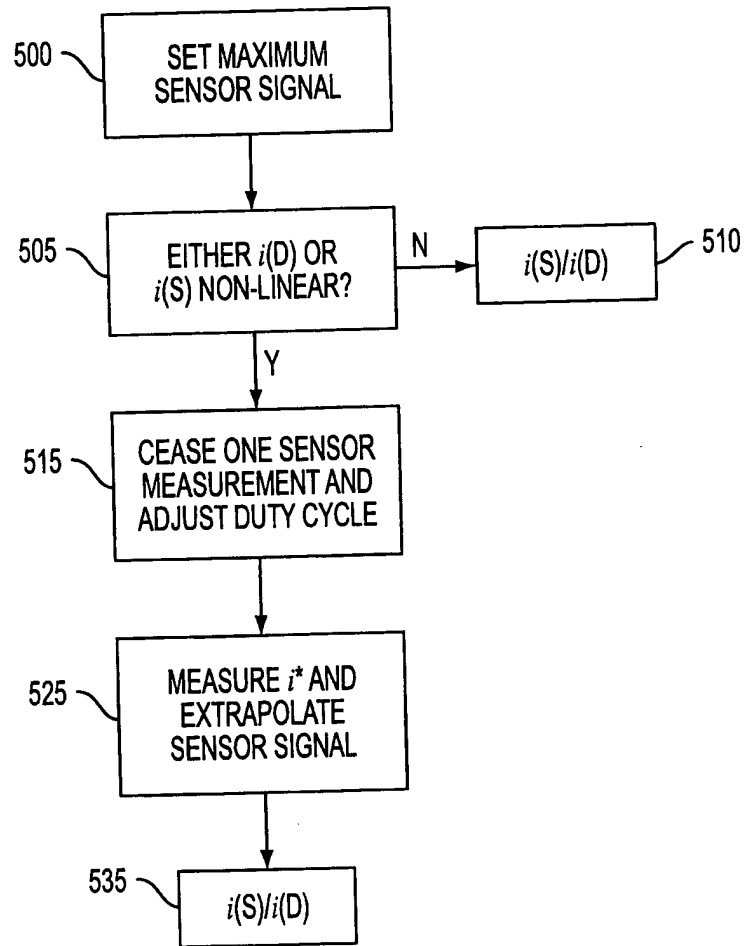 500
SET MAXIMUM
SENSOR SIGNAL
505
EITHER i(D) OR
i(S) NON-LINEAR?
N
i(S)/i(D)
510
Y
515
CEASE ONE SENSOR
MEASUREMENT AND
ADJUST DUTY CYCLE
525
MEASURE i* AND
EXTRAPOLATE
SENSOR SIGNAL
535
i(S)/i(D)